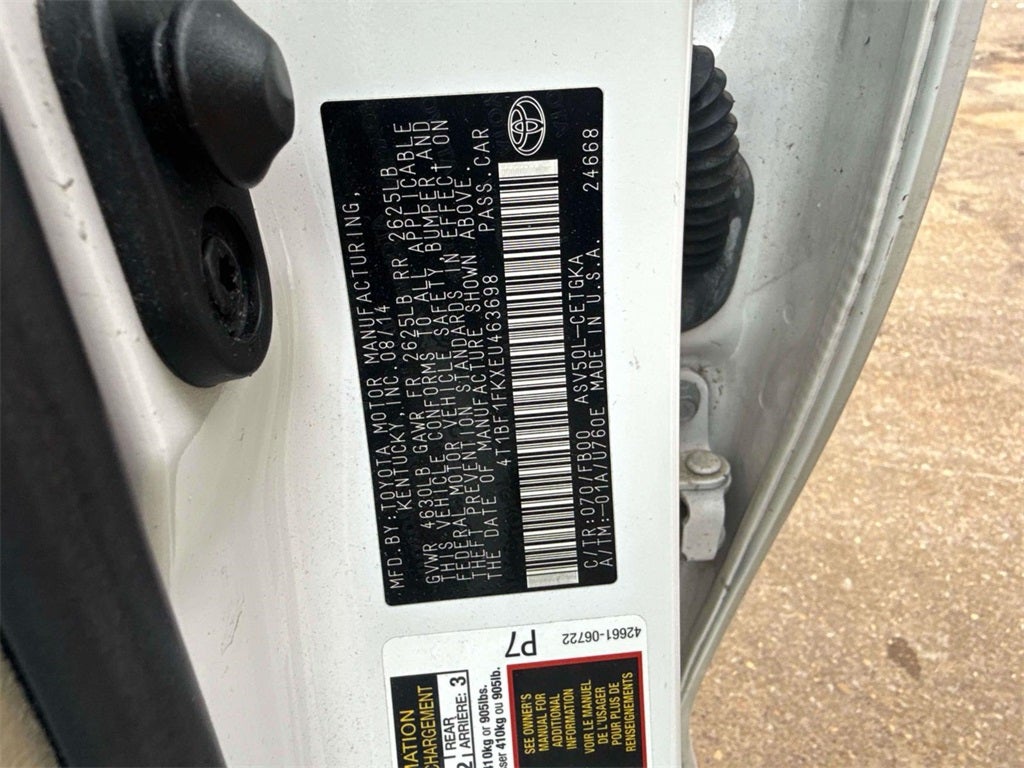 MFD.BY:TOYOTA MOTOR MANUFACTURING,
KENTUCKY, INC. 08/14
GVWR 4630LB GAWR FR 2625LB RR 2625LB
THIS VEHICLE CONFORMS TO ALL APPLICABLE
FEDERAL MOTOR VEHICLE SAFETY, BUMPER, AND
THEFT PREVENTION STANDARDS IN EFFECT ON
THE DATE OF MANUFACTURE SHOWN ABOVE.
4T1BF1FKXEU463698 PASS.CAR
C/TR:070/FB00 ASV50L-CETGKA 24668
A/TM:-01A/U760E MADE IN U.S.A.
P7
42661-06722
REAR
ARRIÈRE: 3
2
905lbs.
410kg ou 905lb.
SEE OWNER'S
MANUAL FOR
ADDITIONAL
INFORMATION
VOIR LE MANUEL
DE L'USAGER
POUR PLUS DE
RENSEIGNEMENTS